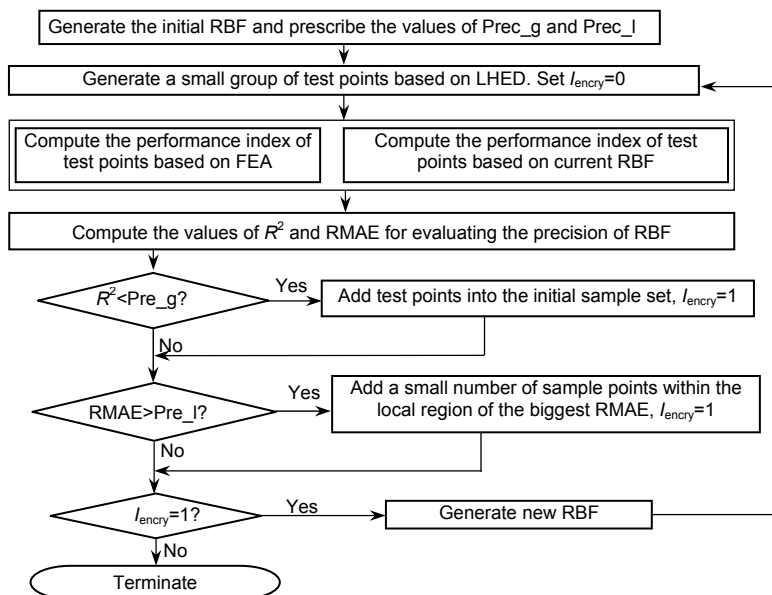 Generate the initial RBF and prescribe the values of Prec_g and Prec_l
Generate a small group of test points based on LHED. Set I_encry=0
Compute the performance index of
test points based on FEA
Compute the performance index of test
points based on current RBF
Compute the values of R² and RMAE for evaluating the precision of RBF
R²<Pre_g?
Yes
Add test points into the initial sample set, I_encry=1
No
RMAE>Pre_l?
Yes
Add a small number of sample points within the
local region of the biggest RMAE, I_encry=1
No
I_encry=1?
Yes
Generate new RBF
No
Terminate